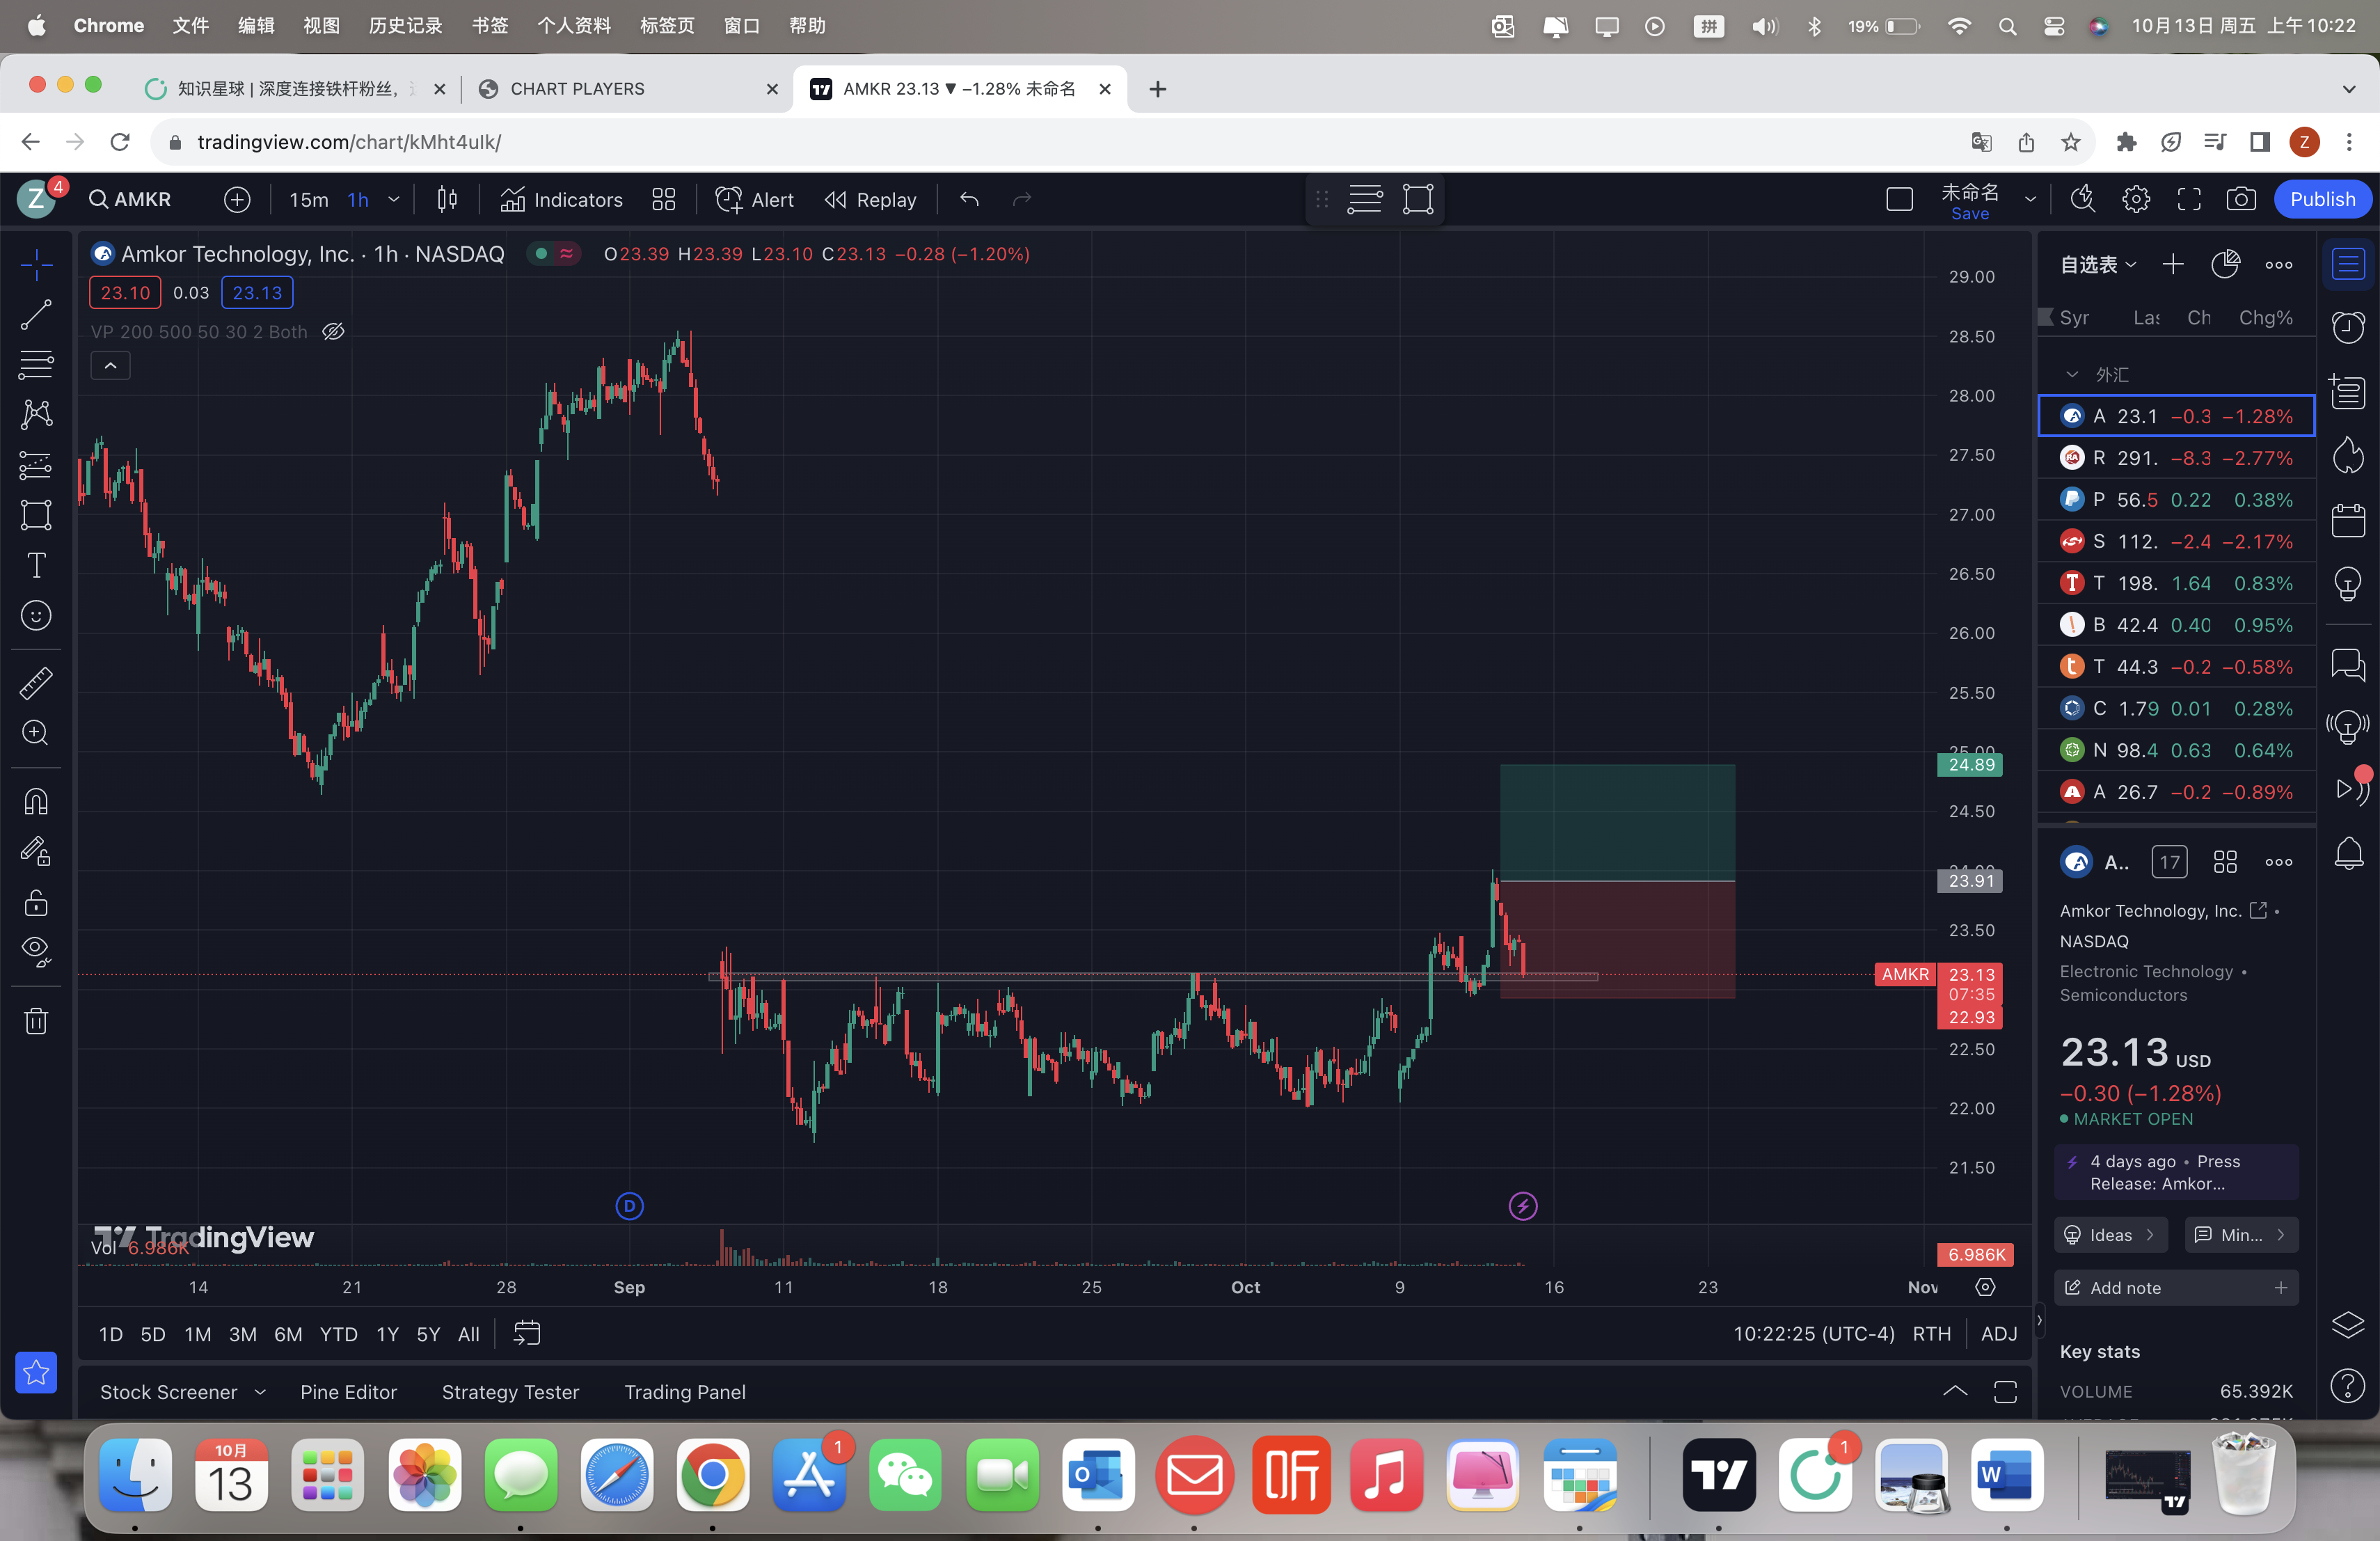 Chrome 文件 编辑 视图 历史记录 书签 个人资料 标签页 窗口 帮助 拼 19% 10月13日 周五 上午10:22
知识星球 | 深度连接铁杆粉丝, CHART PLAYERS AMKR 23.13 ▼ −1.28% 未命名
tradingview.com/chart/kMht4uIk/ Z
Z 4 AMKR 15m 1h Indicators Alert Replay 未命名 Save Publish
Amkor Technology, Inc. · 1h · NASDAQ O23.39 H23.39 L23.10 C23.13 −0.28 (−1.20%)
23.10 0.03 23.13
VP 200 500 50 30 2 Both
29.00
28.50
28.00
27.50
27.00
26.50
26.00
25.50
25.00
24.89
24.50
24.00
23.91
23.50
AMKR 23.13
07:35
22.93
22.50
22.00
21.50
D
TradingView
Vol 6.986K
6.986K
14 21 28 Sep 11 18 25 Oct 9 16 23 Nov
1D 5D 1M 3M 6M YTD 1Y 5Y All 10:22:25 (UTC-4) RTH ADJ
Stock Screener Pine Editor Strategy Tester Trading Panel
自选表
Syr Las Ch Chg%
外汇
A 23.1 −0.3 −1.28%
R 291. −8.3 −2.77%
P 56.5 0.22 0.38%
S 112. −2.4 −2.17%
T 198. 1.64 0.83%
B 42.4 0.40 0.95%
T 44.3 −0.2 −0.58%
C 1.79 0.01 0.28%
N 98.4 0.63 0.64%
A 26.7 −0.2 −0.89%
A.. 17
Amkor Technology, Inc. •
NASDAQ
Electronic Technology •
Semiconductors
23.13 USD
−0.30 (−1.28%)
MARKET OPEN
4 days ago • Press
Release: Amkor...
Ideas Min...
Add note
Key stats
VOLUME 65.392K
10月
13
1
O
听
1
W